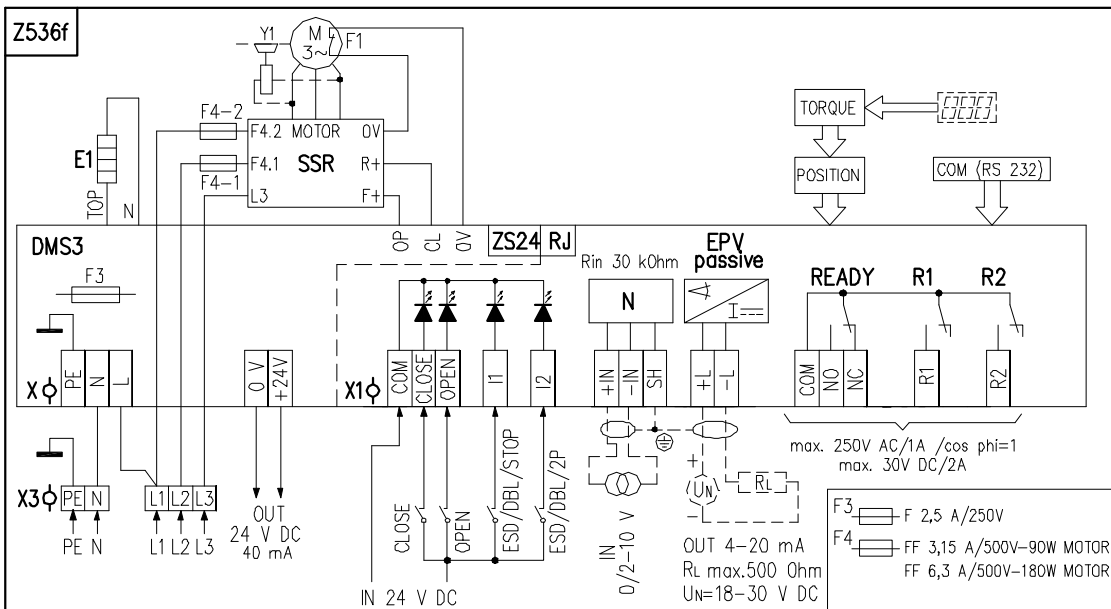 Z536f
Y1
M
3~
F1
F4-2
F4.2 MOTOR 0V
F4.1 SSR R+
F4-1
L3 F+
E1
TOP N
TORQUE
POSITION
COM (RS 232)
DMS3
OP CL 0V
ZS24 RJ
EPV
passive
Rin 30 kOhm
F3
N
READY R1 R2
X
PE N L
0 V +24V
X1
COM CLOSE OPEN I1 I2
+IN -IN SH
+L -L
COM NO NC R1 R2
max. 250V AC/1A /cos phi=1
max. 30V DC/2A
X3
PE N L1 L2 L3
PE N L1 L2 L3
OUT
24 V DC
40 mA
CLOSE
OPEN
ESD/DBL/STOP
ESD/DBL/2P
IN 24 V DC
IN
0/2-10 V
+
UN
-
RL
OUT 4-20 mA
RL max.500 Ohm
UN=18-30 V DC
F3 F 2,5 A/250V
F4 FF 3,15 A/500V-90W MOTOR
FF 6,3 A/500V-180W MOTOR